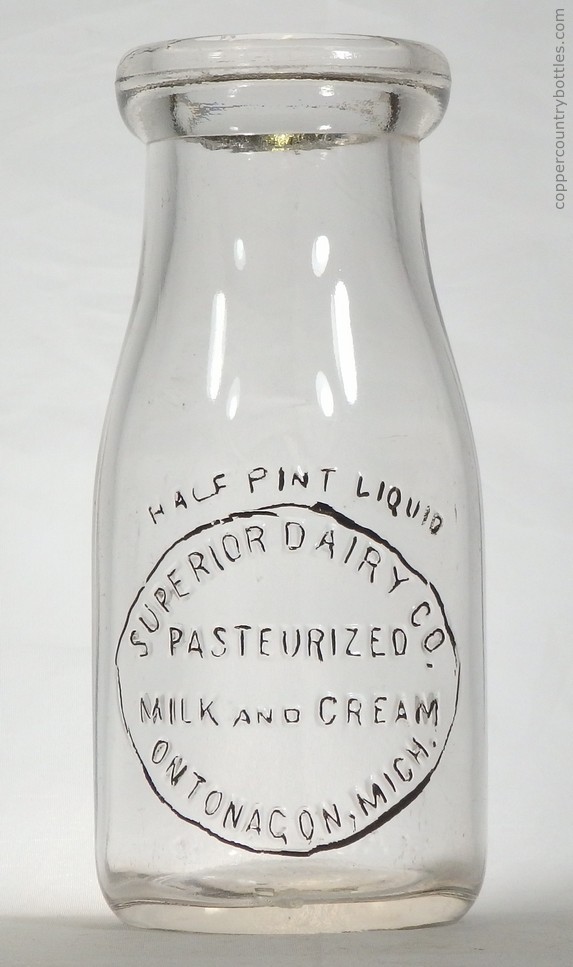 coppercountrybottles.com
HALF PINT LIQUID
SUPERIOR DAIRY CO.
PASTEURIZED
MILK AND CREAM
ONTONAGON, MICH.